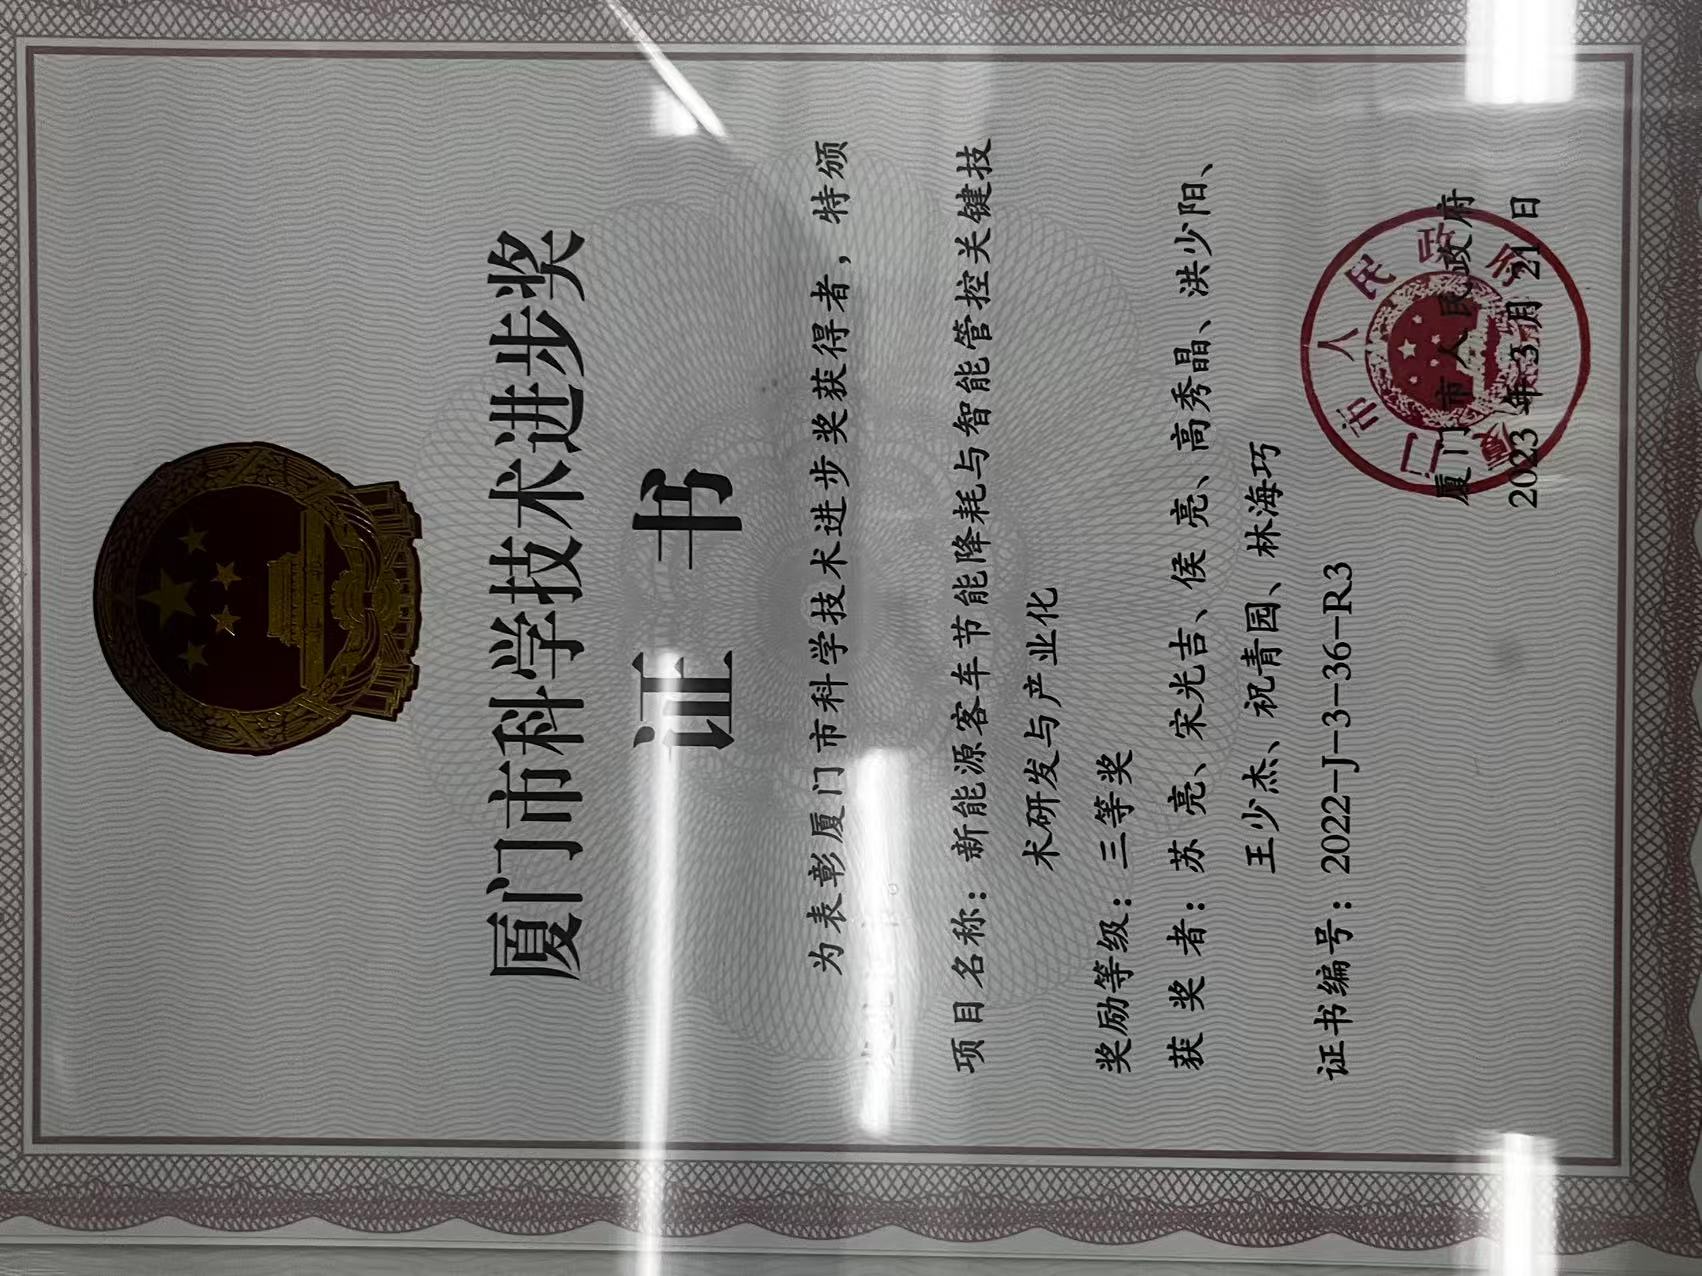 厦门市科学技术进步奖
证 书
为表彰厦门市科学技术进步奖获得者，特颁
项目名称：新能源客车节能降耗与智能管控关键技
术研发与产业化
奖励等级：三等奖
获 奖 者：苏 亮、宋光吉、侯 亮、高秀晶、洪少阳、
王少杰、祝青园、林海巧
证书编号：2022-J-3-36-R3
厦门市人民政府
2023年3月21日